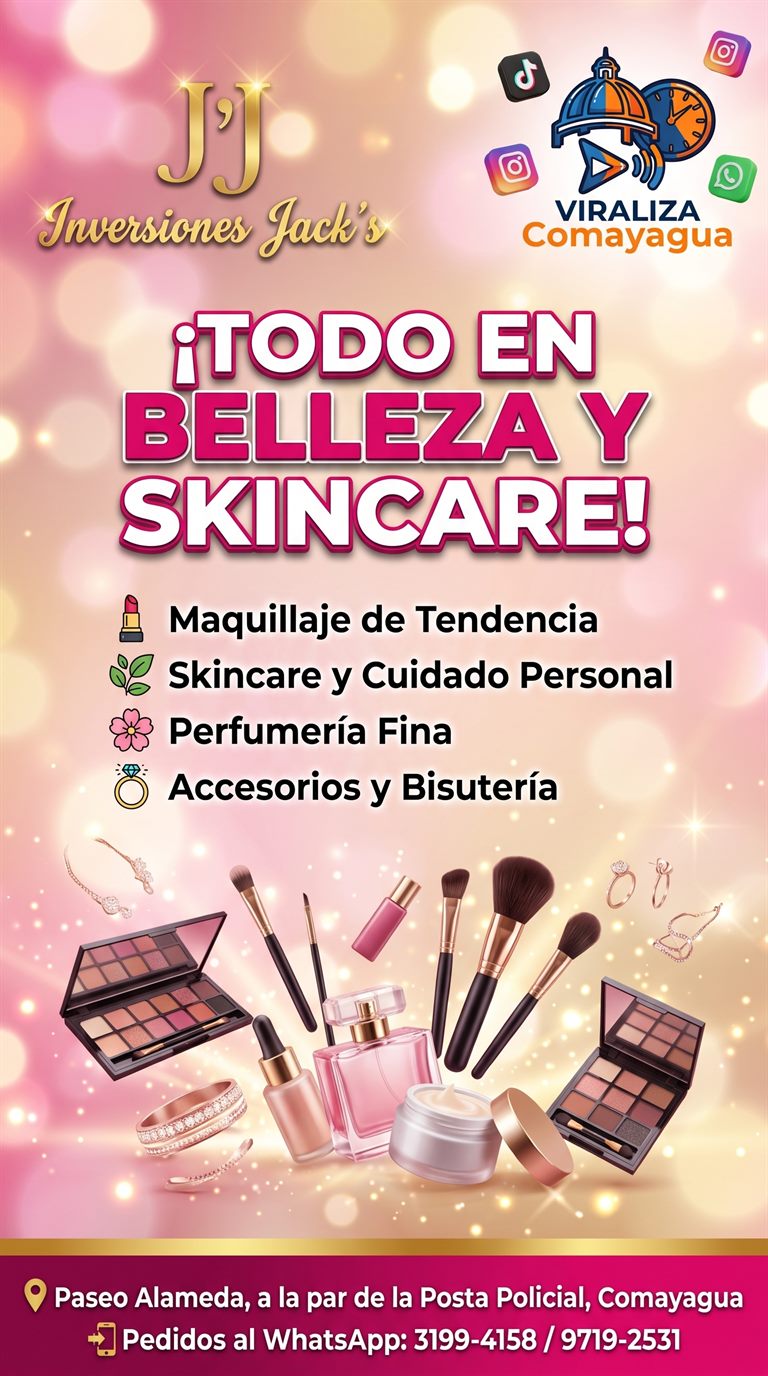 J'J
Inversiones Jack's
VIRALIZA
Comayagua
¡TODO EN
BELLEZA Y
SKINCARE!
Maquillaje de Tendencia
Skincare y Cuidado Personal
Perfumería Fina
Accesorios y Bisutería
Paseo Alameda, a la par de la Posta Policial, Comayagua
Pedidos al WhatsApp: 3199-4158 / 9719-2531